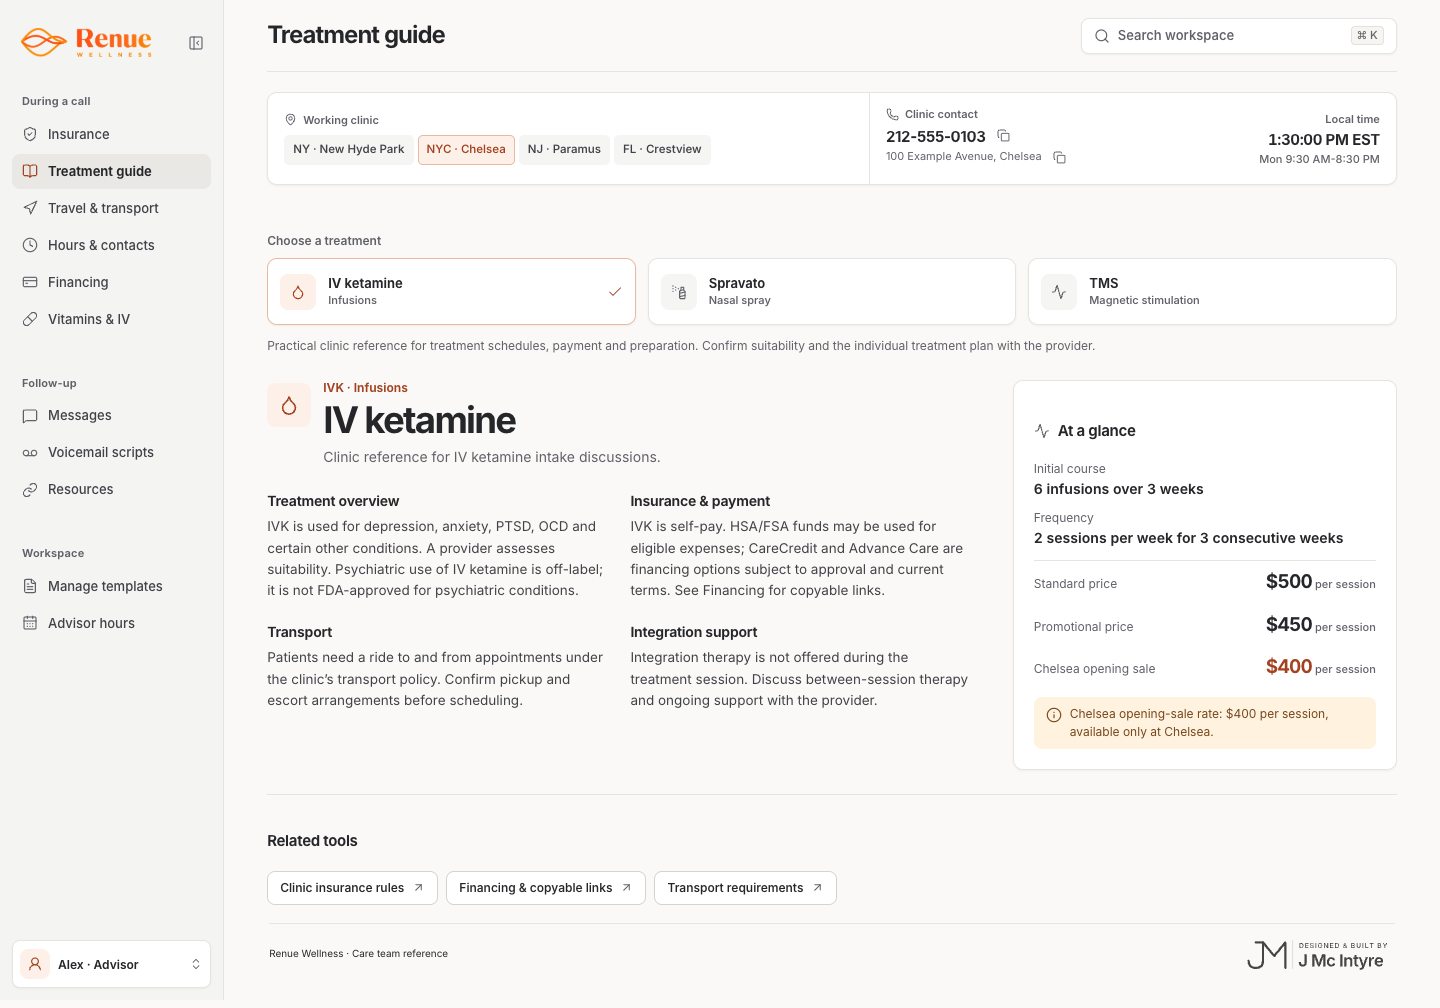 Renue
WELLNESS
During a call
Insurance
Treatment guide
Travel & transport
Hours & contacts
Financing
Vitamins & IV
Follow-up
Messages
Voicemail scripts
Resources
Workspace
Manage templates
Advisor hours
Alex · Advisor
Treatment guide
Search workspace
⌘ K
Working clinic
NY · New Hyde Park
NYC · Chelsea
NJ · Paramus
FL · Crestview
Clinic contact
212-555-0103
100 Example Avenue, Chelsea
Local time
1:30:00 PM EST
Mon 9:30 AM-8:30 PM
Choose a treatment
IV ketamine
Infusions
Spravato
Nasal spray
TMS
Magnetic stimulation
Practical clinic reference for treatment schedules, payment and preparation. Confirm suitability and the individual treatment plan with the provider.
IVK · Infusions
IV ketamine
Clinic reference for IV ketamine intake discussions.
Treatment overview
IVK is used for depression, anxiety, PTSD, OCD and
certain other conditions. A provider assesses
suitability. Psychiatric use of IV ketamine is off-label;
it is not FDA-approved for psychiatric conditions.
Insurance & payment
IVK is self-pay. HSA/FSA funds may be used for
eligible expenses; CareCredit and Advance Care are
financing options subject to approval and current
terms. See Financing for copyable links.
Transport
Patients need a ride to and from appointments under
the clinic's transport policy. Confirm pickup and
escort arrangements before scheduling.
Integration support
Integration therapy is not offered during the
treatment session. Discuss between-session therapy
and ongoing support with the provider.
At a glance
Initial course
6 infusions over 3 weeks
Frequency
2 sessions per week for 3 consecutive weeks
Standard price
$500 per session
Promotional price
$450 per session
Chelsea opening sale
$400 per session
Chelsea opening-sale rate: $400 per session,
available only at Chelsea.
Related tools
Clinic insurance rules
Financing & copyable links
Transport requirements
Renue Wellness · Care team reference
JM
DESIGNED & BUILT BY
J Mc Intyre